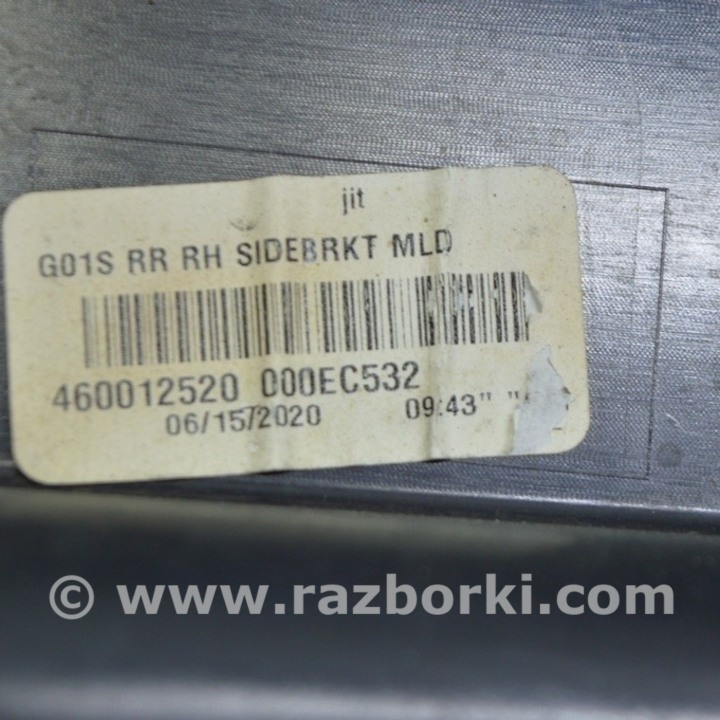 jit
G01S RR RH SIDEBRKT MLD
460012520 000EC532
06/15/2020 09:43"
© www.razborki.com